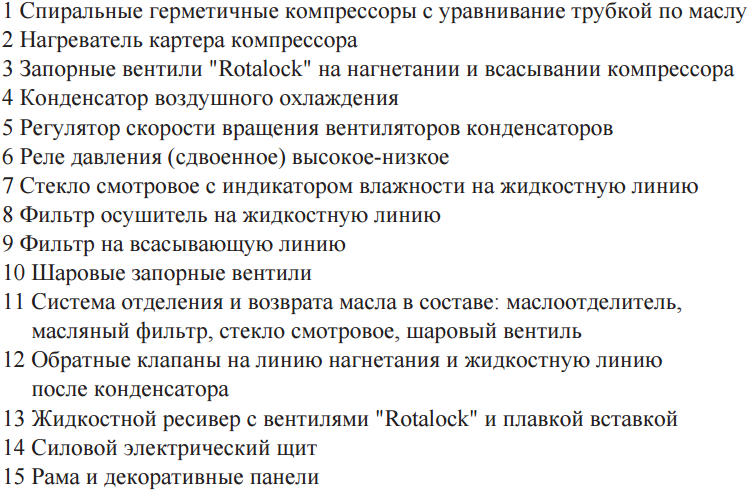 1 Спиральные герметичные компрессоры с уравнивание трубкой по маслу
2 Нагреватель картера компрессора
3 Запорные вентили "Rotalock" на нагнетании и всасывании компрессора
4 Конденсатор воздушного охлаждения
5 Регулятор скорости вращения вентиляторов конденсаторов
6 Реле давления (сдвоенное) высокое-низкое
7 Стекло смотровое с индикатором влажности на жидкостную линию
8 Фильтр осушитель на жидкостную линию
9 Фильтр на всасывающую линию
10 Шаровые запорные вентили
11 Система отделения и возврата масла в составе: маслоотделитель,
масляный фильтр, стекло смотровое, шаровый вентиль
12 Обратные клапаны на линию нагнетания и жидкостную линию
после конденсатора
13 Жидкостной ресивер с вентилями "Rotalock" и плавкой вставкой
14 Силовой электрический щит
15 Рама и декоративные панели